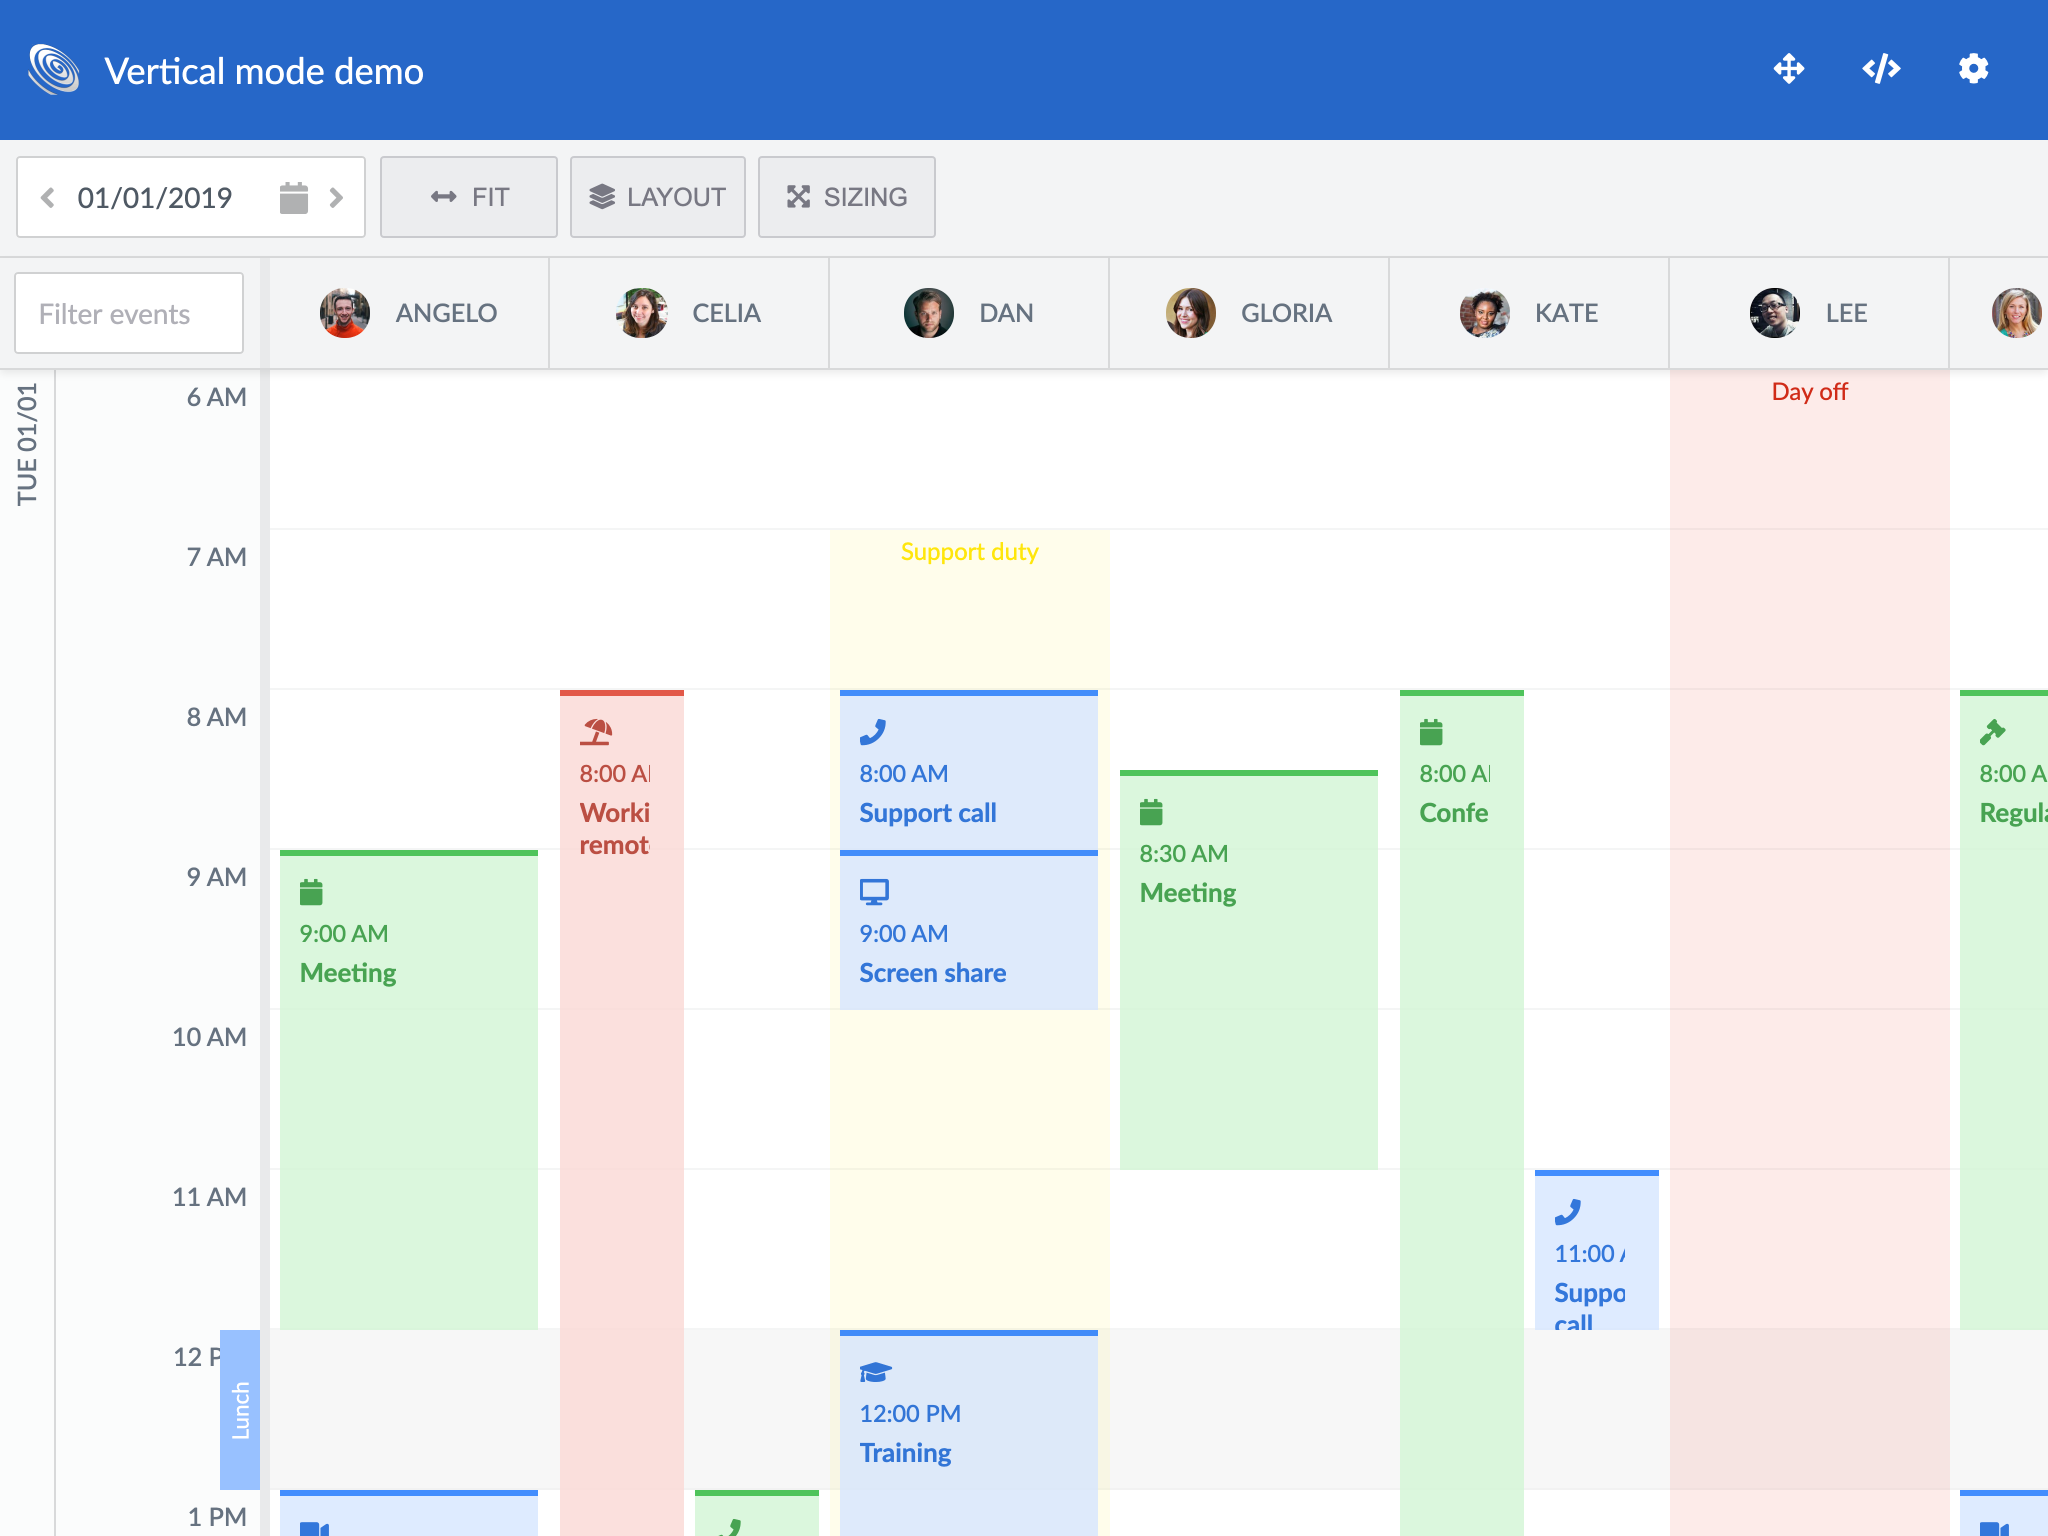 Vertical mode demo
01/01/2019
FIT
LAYOUT
SIZING
Filter events
ANGELO
CELIA
DAN
GLORIA
KATE
LEE
TUE 01/01
6 AM
7 AM
8 AM
9 AM
10 AM
11 AM
12 P
1 PM
Lunch
9:00 AM
Meeting
8:00 A
Worki
remot
Support duty
8:00 AM
Support call
9:00 AM
Screen share
12:00 PM
Training
8:30 AM
Meeting
8:00 A
Confe
11:00
Suppo
call
Day off
8:00 A
Regula